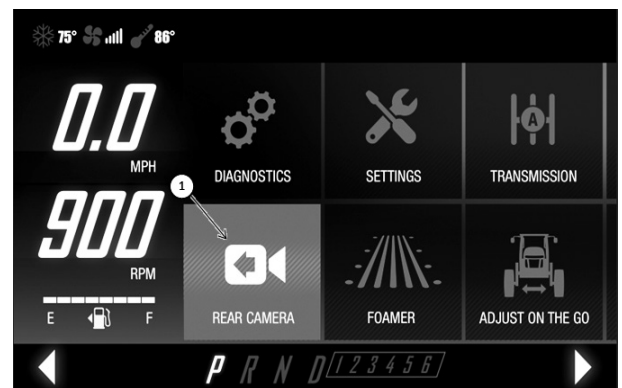 75° 86°
0.0
MPH
900
RPM
E F
DIAGNOSTICS
SETTINGS
A
TRANSMISSION
1
REAR CAMERA
FOAMER
ADJUST ON THE GO
P R N D 1 2 3 4 5 6